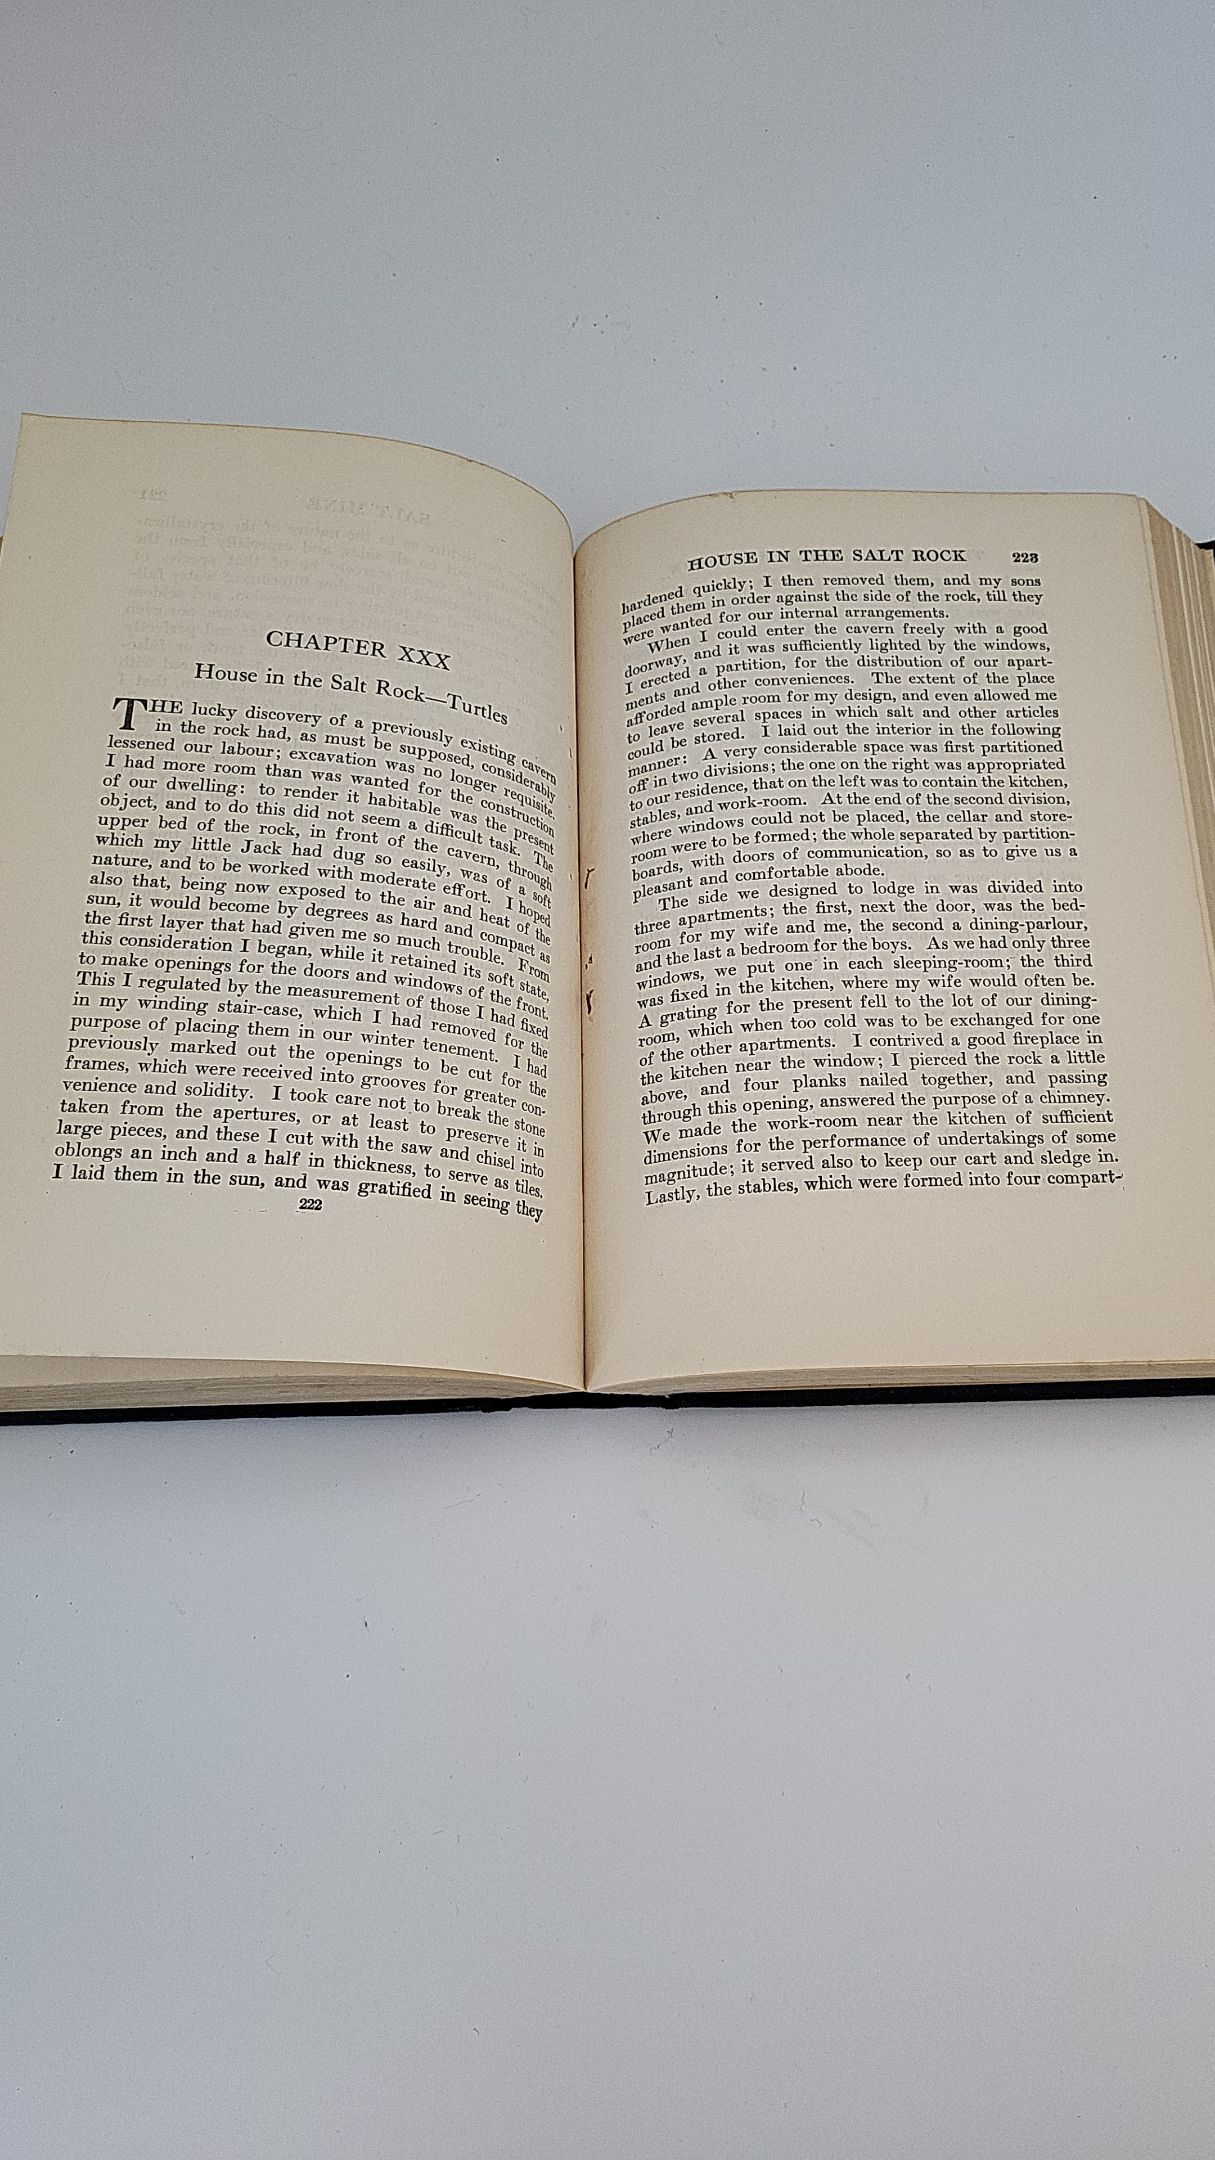 CHAPTER XXX
House in the Salt Rock—Turtles
THE lucky discovery of a previously existing cavern
in the rock had, as must be supposed, considerably
lessened our labour; excavation was no longer requisite.
I had more room than was wanted for the construction
of our dwelling: to render it habitable was the present
object, and to do this did not seem a difficult task. The
upper bed of the rock, in front of the cavern, through
which my little Jack had dug so easily, was of a soft
nature, and to be worked with moderate effort. I hoped
also that, being now exposed to the air and heat of the
sun, it would become by degrees as hard and compact as
the first layer that had given me so much trouble. From
this consideration I began, while it retained its soft state,
to make openings for the doors and windows of the front.
This I regulated by the measurement of those I had fixed
in my winding stair-case, which I had removed for the
purpose of placing them in our winter tenement. I had
previously marked out the openings to be cut for the
frames, which were received into grooves for greater con-
venience and solidity. I took care not to break the stone
taken from the apertures, or at least to preserve it in
large pieces, and these I cut with the saw and chisel into
oblongs an inch and a half in thickness, to serve as tiles.
I laid them in the sun, and was gratified in seeing they
222
HOUSE IN THE SALT ROCK 223
hardened quickly; I then removed them, and my sons
placed them in order against the side of the rock, till they
were wanted for our internal arrangements.
When I could enter the cavern freely with a good
doorway, and it was sufficiently lighted by the windows,
I erected a partition, for the distribution of our apart-
ments and other conveniences. The extent of the place
afforded ample room for my design, and even allowed me
to leave several spaces in which salt and other articles
could be stored. I laid out the interior in the following
manner: A very considerable space was first partitioned
off in two divisions; the one on the right was appropriated
to our residence, that on the left was to contain the kitchen,
stables, and work-room. At the end of the second division,
where windows could not be placed, the cellar and store-
room were to be formed; the whole separated by partition-
boards, with doors of communication, so as to give us a
pleasant and comfortable abode.
The side we designed to lodge in was divided into
three apartments; the first, next the door, was the bed-
room for my wife and me, the second a dining-parlour,
and the last a bedroom for the boys. As we had only three
windows, we put one in each sleeping-room; the third
was fixed in the kitchen, where my wife would often be.
A grating for the present fell to the lot of our dining-
room, which when too cold was to be exchanged for one
of the other apartments. I contrived a good fireplace in
the kitchen near the window; I pierced the rock a little
above, and four planks nailed together, and passing
through this opening, answered the purpose of a chimney.
We made the work-room near the kitchen of sufficient
dimensions for the performance of undertakings of some
magnitude; it served also to keep our cart and sledge in.
Lastly, the stables, which were formed into four compart-